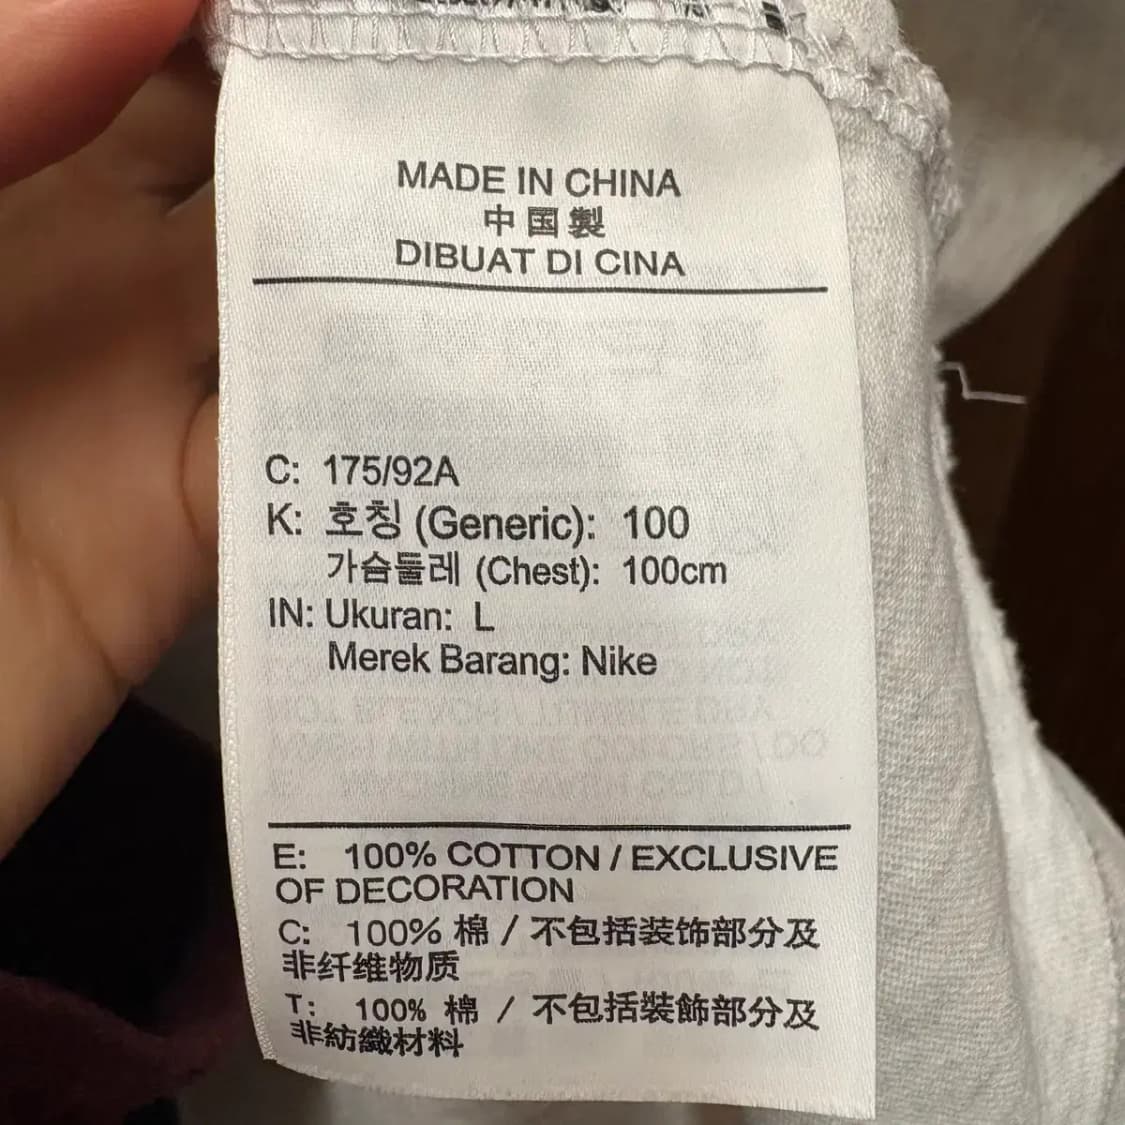 MADE IN CHINA
中国製
DIBUAT DI CINA
C: 175/92A
K: 호칭 (Generic): 100
가슴둘레 (Chest): 100cm
IN: Ukuran: L
Merek Barang: Nike
E: 100% COTTON / EXCLUSIVE
OF DECORATION
C: 100% 棉 / 不包括装饰部分及
非纤维物质
T: 100% 棉 / 不包括裝飾部分及
非紡織材料